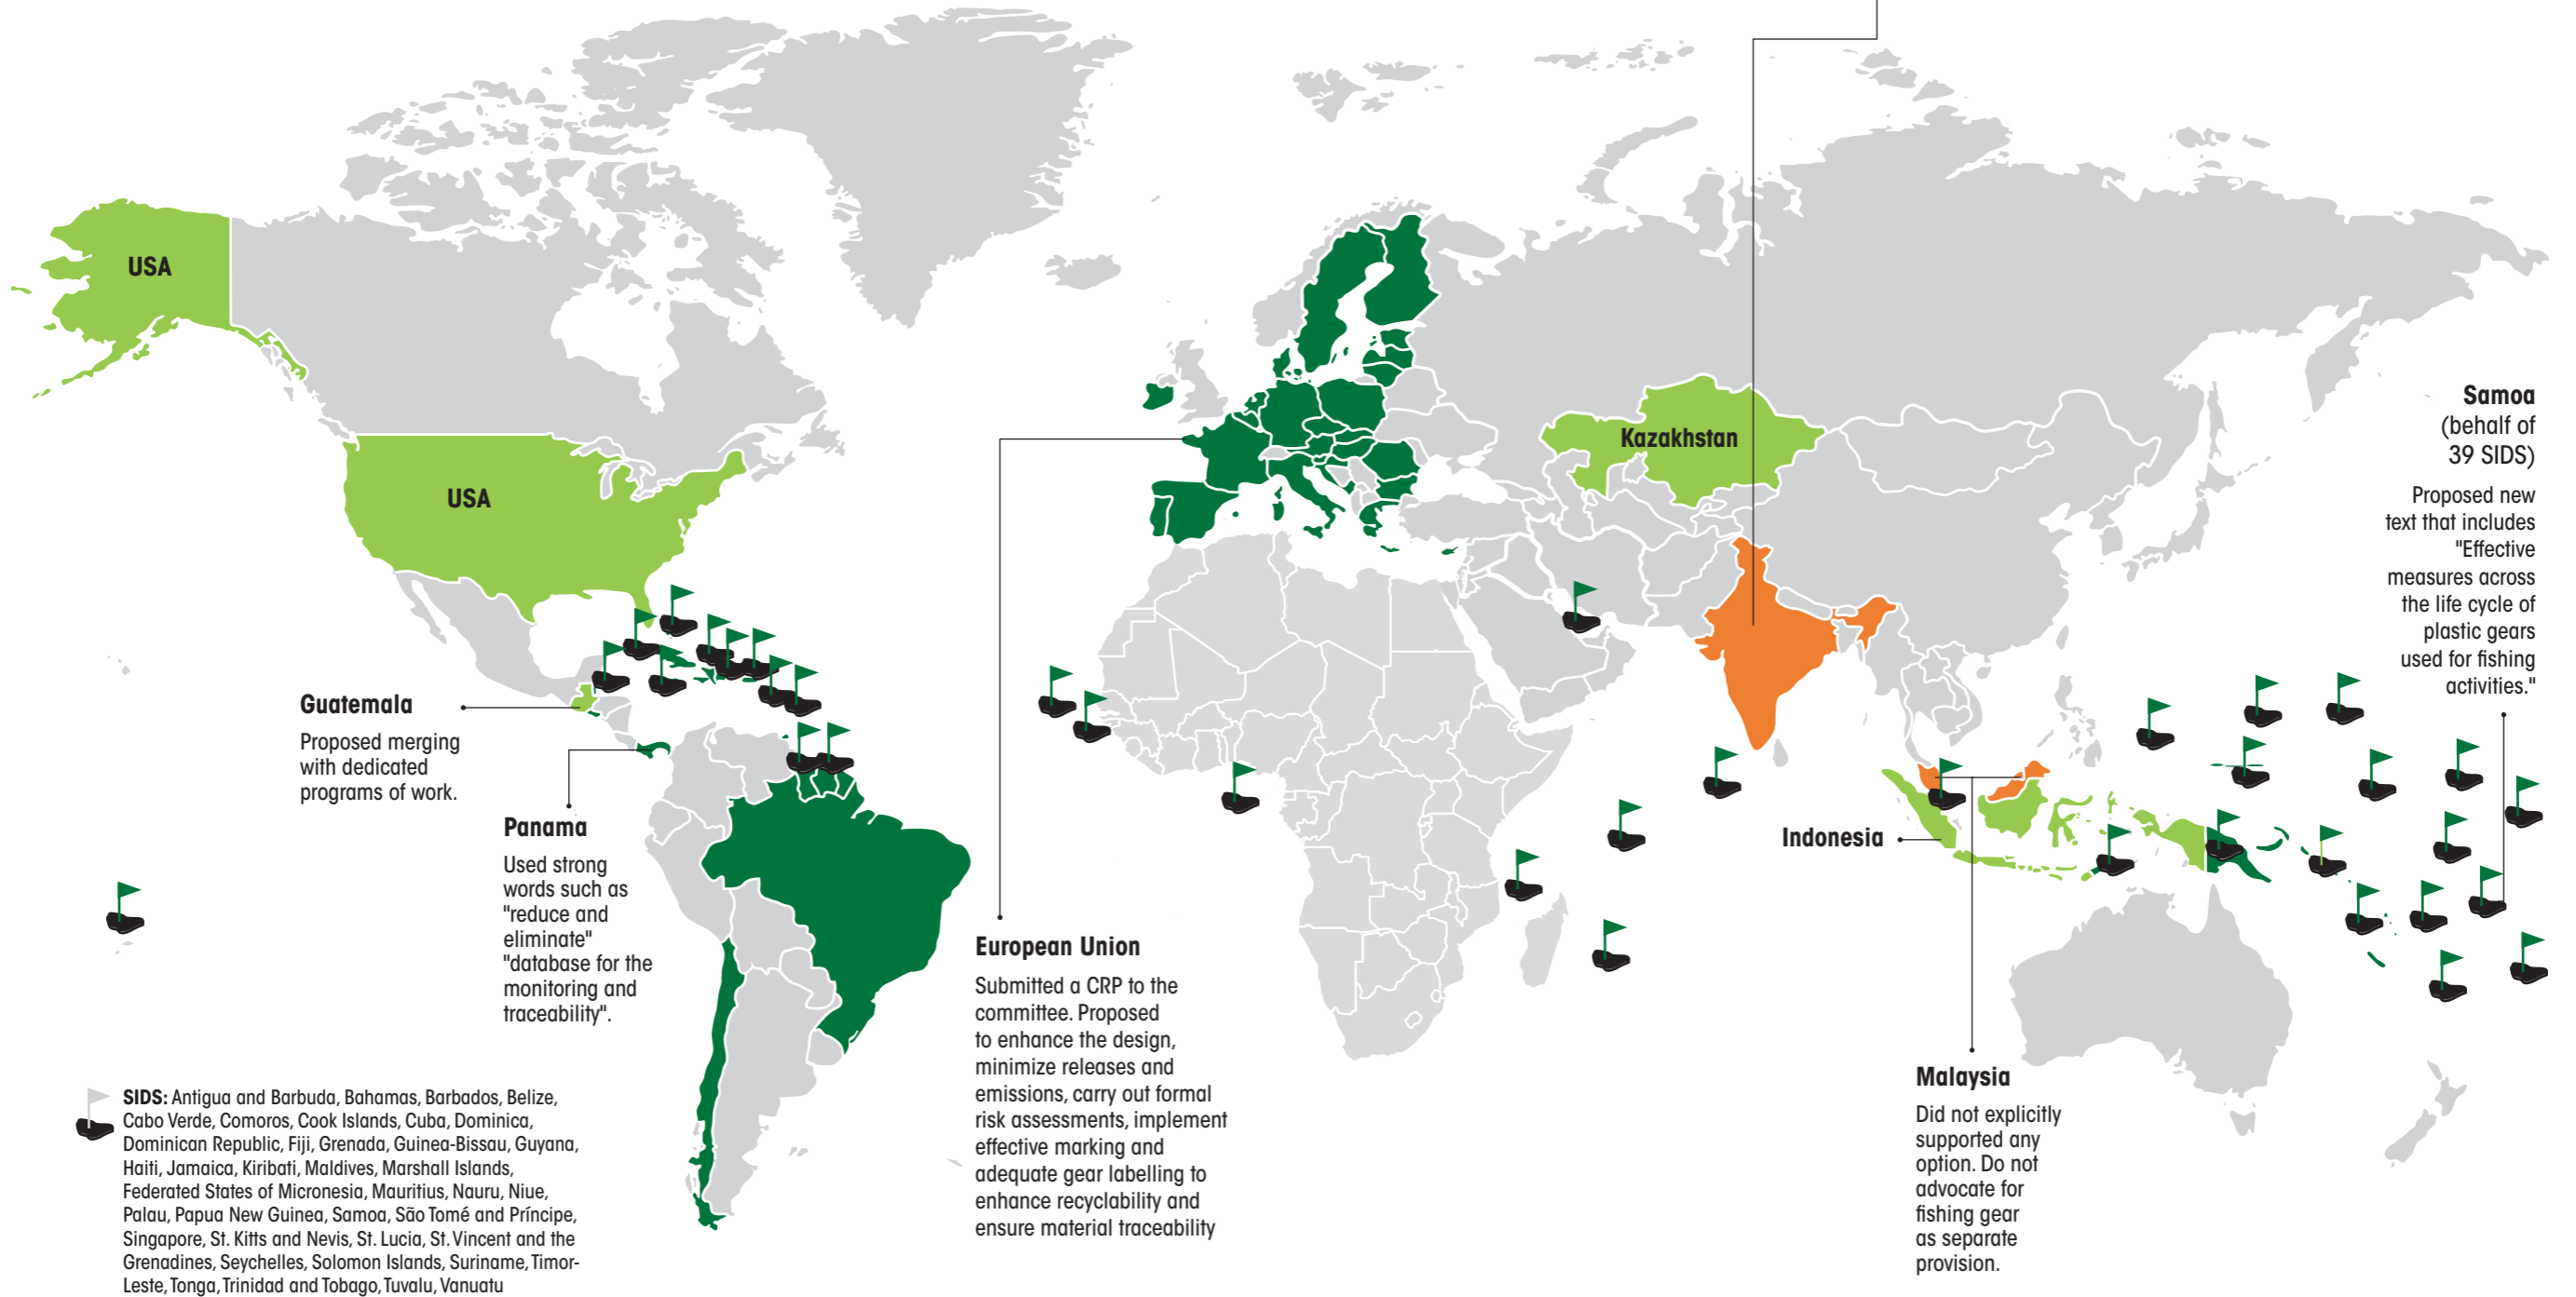 USA
USA
Kazakhstan
Samoa
(behalf of
39 SIDS)
Proposed new
text that includes
"Effective
measures across
the life cycle of
plastic gears
used for fishing
activities."
Guatemala
Proposed merging
with dedicated
programs of work.
Panama
Used strong
words such as
"reduce and
eliminate"
"database for the
monitoring and
traceability".
European Union
Submitted a CRP to the
committee. Proposed
to enhance the design,
minimize releases and
emissions, carry out formal
risk assessments, implement
effective marking and
adequate gear labelling to
enhance recyclability and
ensure material traceability
Indonesia
Malaysia
Did not explicitly
supported any
option. Do not
advocate for
fishing gear
as separate
provision.
SIDS: Antigua and Barbuda, Bahamas, Barbados, Belize,
Cabo Verde, Comoros, Cook Islands, Cuba, Dominica,
Dominican Republic, Fiji, Grenada, Guinea-Bissau, Guyana,
Haiti, Jamaica, Kiribati, Maldives, Marshall Islands,
Federated States of Micronesia, Mauritius, Nauru, Niue,
Palau, Papua New Guinea, Samoa, São Tomé and Príncipe,
Singapore, St. Kitts and Nevis, St. Lucia, St. Vincent and the
Grenadines, Seychelles, Solomon Islands, Suriname, Timor-
Leste, Tonga, Trinidad and Tobago, Tuvalu, Vanuatu